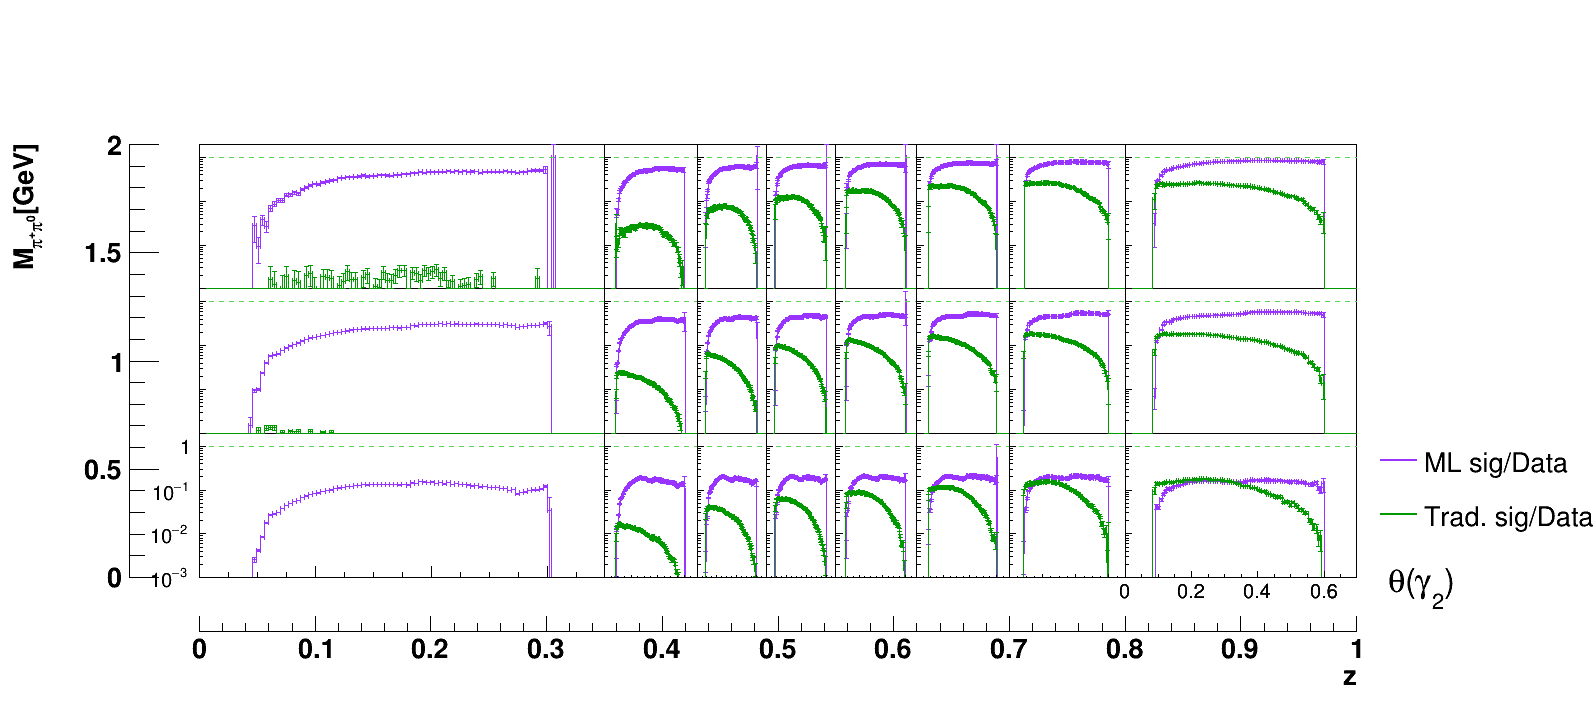 M_{π⁺π⁰}[GeV]
2
1.5
1
0.5
0
1
10⁻¹
10⁻²
10⁻³
ML sig/Data
Trad. sig/Data
0 0.2 0.4 0.6
θ(γ₂)
0 0.1 0.2 0.3 0.4 0.5 0.6 0.7 0.8 0.9 1
z